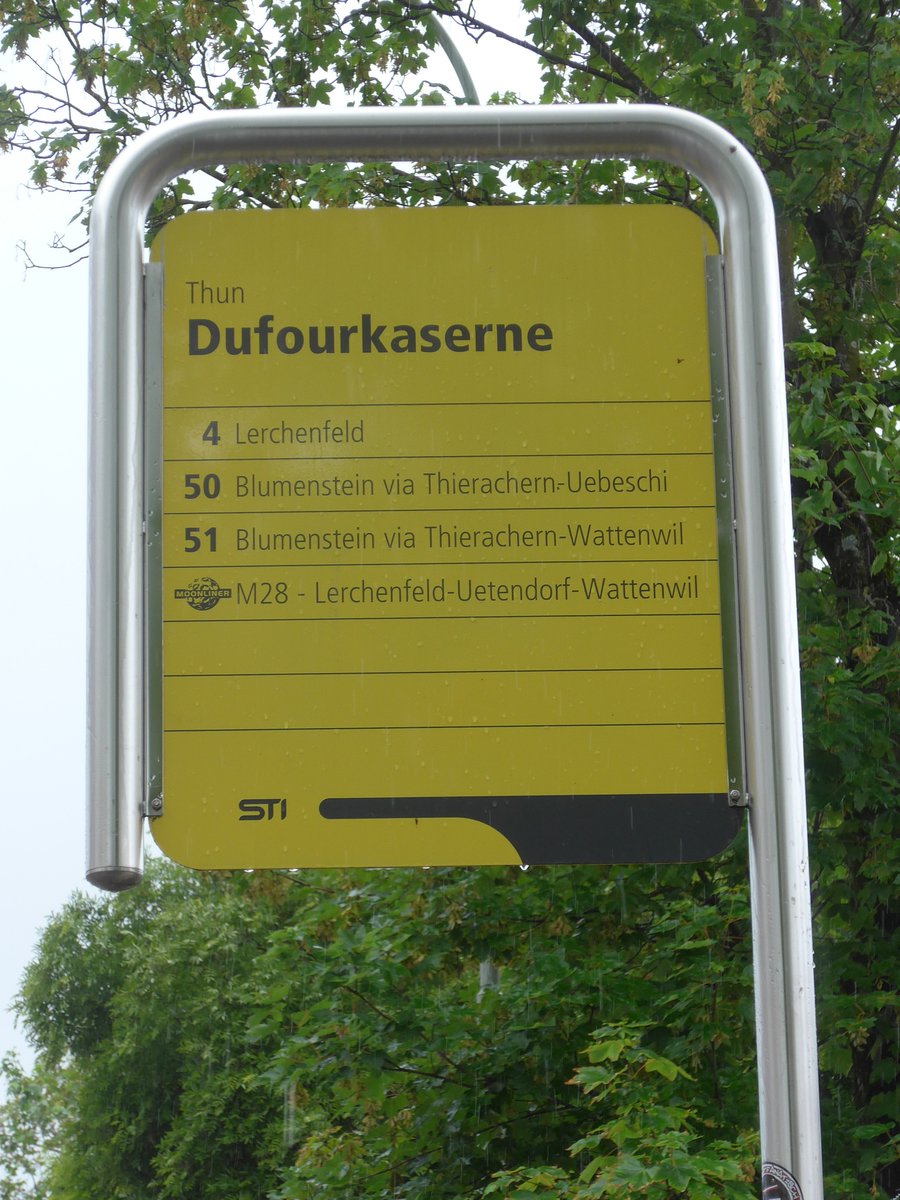 Thun
Dufourkaserne
4 Lerchenfeld
50 Blumenstein via Thierachern-Uebeschi
51 Blumenstein via Thierachern-Wattenwil
MOONLINER M28 - Lerchenfeld-Uetendorf-Wattenwil
STI